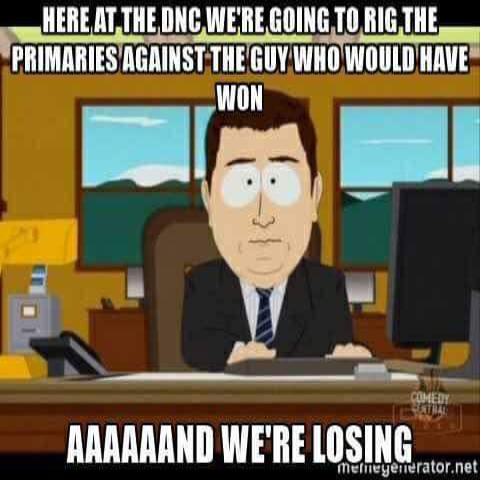 HERE AT THE DNC WE'RE GOING TO RIG THE
PRIMARIES AGAINST THE GUY WHO WOULD HAVE
WON
COMEDY
CENTRAL
AAAAAAND WE'RE LOSING
memegenerator.net